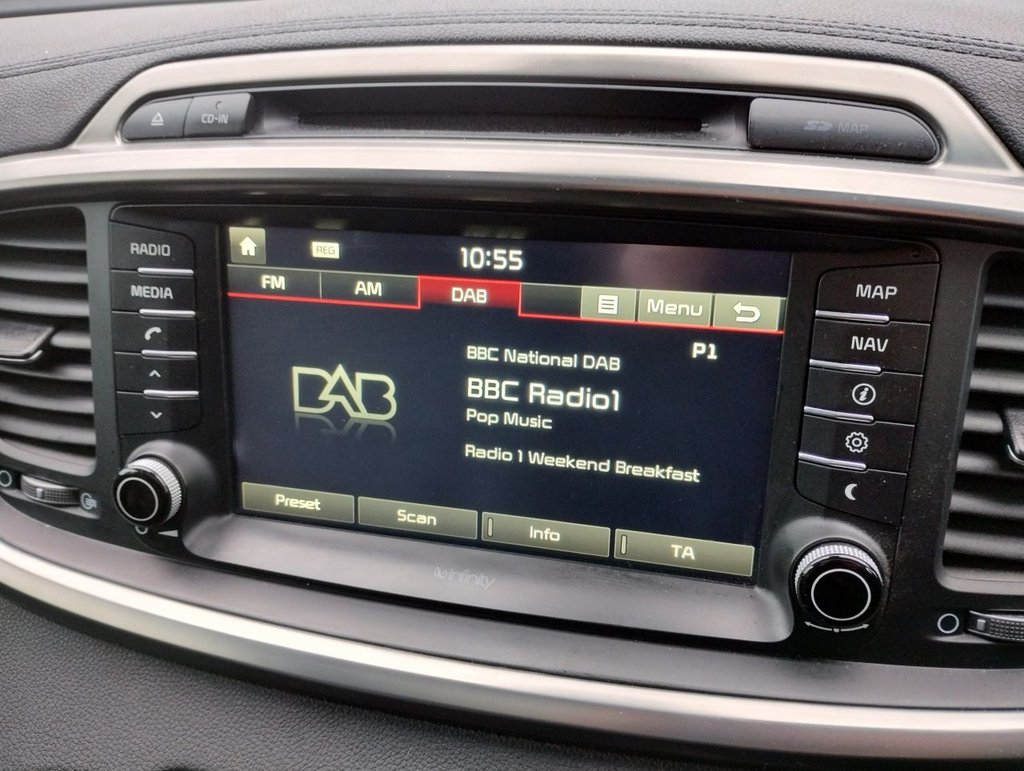 CD-IN
SD MAP
RADIO
MEDIA
REG
10:55
FM
AM
DAB
Menu
P1
BBC National DAB
DAB
BBC Radio1
Pop Music
Radio 1 Weekend Breakfast
Preset
Scan
Info
TA
infinity
MAP
NAV